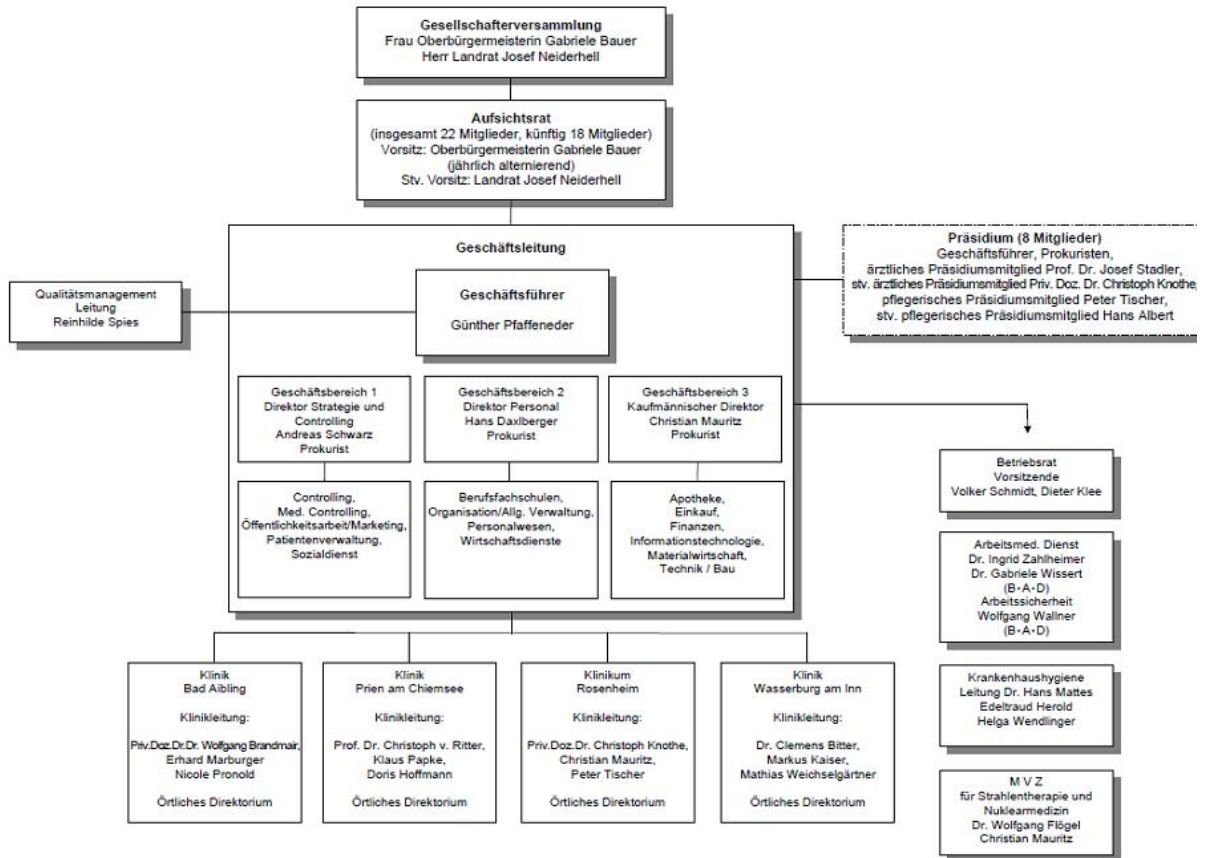 Gesellschafterversammlung
Frau Oberbürgermeisterin Gabriele Bauer
Herr Landrat Josef Neiderhell
Aufsichtsrat
(insgesamt 22 Mitglieder, künftig 18 Mitglieder)
Vorsitz: Oberbürgermeisterin Gabriele Bauer
(jährlich alternierend)
Stv. Vorsitz: Landrat Josef Neiderhell
Geschäftsleitung
Geschäftsführer
Günther Pfaffeneder
Qualitätsmanagement
Leitung
Reinhilde Spies
Präsidium (8 Mitglieder)
Geschäftsführer, Prokuristen,
ärztliches Präsidiumsmitglied Prof. Dr. Josef Stadler,
stv. ärztliches Präsidiumsmitglied Priv. Doz. Dr. Christoph Knothe,
pflegerisches Präsidiumsmitglied Peter Tischer,
stv. pflegerisches Präsidiumsmitglied Hans Albert
Geschäftsbereich 1
Direktor Strategie und
Controlling
Andreas Schwarz
Prokurist
Geschäftsbereich 2
Direktor Personal
Hans Daxlberger
Prokurist
Geschäftsbereich 3
Kaufmännischer Direktor
Christian Mauritz
Prokurist
Controlling,
Med. Controlling,
Öffentlichkeitsarbeit/Marketing,
Patientenverwaltung,
Sozialdienst
Berufsfachschulen,
Organisation/Allg. Verwaltung,
Personalwesen,
Wirtschaftsdienste
Apotheke,
Einkauf,
Finanzen,
Informationstechnologie,
Materialwirtschaft,
Technik / Bau
Betriebsrat
Vorsitzende
Volker Schmidt, Dieter Klee
Arbeitsmed. Dienst
Dr. Ingrid Zahlheimer
Dr. Gabriele Wissert
(B•A•D)
Arbeitssicherheit
Wolfgang Wallner
(B•A•D)
Krankenhaushygiene
Leitung Dr. Hans Mattes
Edeltraud Herold
Helga Wendlinger
M V Z
für Strahlentherapie und
Nuklearmedizin
Dr. Wolfgang Flögel
Christian Mauritz
Klinik
Bad Aibling
Klinikleitung:
Priv.Doz.Dr.Dr. Wolfgang Brandmair,
Erhard Marburger
Nicole Pronold
Örtliches Direktorium
Klinik
Prien am Chiemsee
Klinikleitung:
Prof. Dr. Christoph v. Ritter,
Klaus Papke,
Doris Hoffmann
Örtliches Direktorium
Klinikum
Rosenheim
Klinikleitung:
Priv.Doz.Dr. Christoph Knothe,
Christian Mauritz,
Peter Tischer
Örtliches Direktorium
Klinik
Wasserburg am Inn
Klinikleitung:
Dr. Clemens Bitter,
Markus Kaiser,
Mathias Weichselgärtner
Örtliches Direktorium